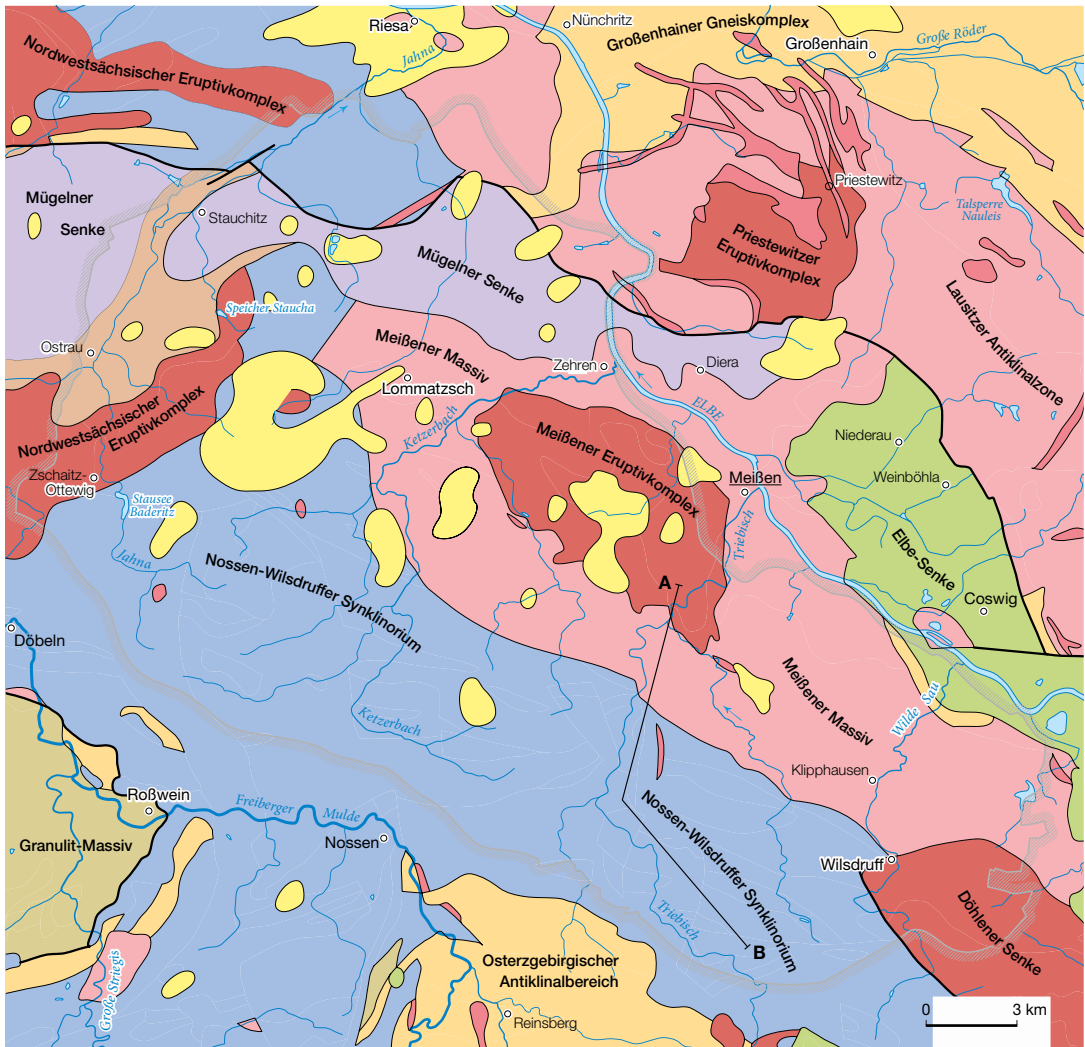 Riesa
Nünchritz
Großenhainer Gneiskomplex
Großenhain
Große Röder
Jahna
Nordwestsächsischer Eruptivkomplex
Priestewitz
Mügelner
Senke
Stauchitz
Talsperre
Nauleis
Priestewitzer
Eruptivkomplex
Mügelner Senke
Speicher Staucha
Lausitzer Antiklinalzone
Ostrau
Meißener Massiv
Zehren
Diera
Lommatzsch
ELBE
Nordwestsächsischer
Eruptivkomplex
Ketzerbach
Meißener Eruptivkomplex
Niederau
Weinböhla
Zschaitz-
Ottewig
Meißen
Stausee
Baderitz
Triebisch
Jahna
Nossen-Wilsdruffer Synklinorium
Elbe-Senke
A
Coswig
Döbeln
Meißener Massiv
Wilde Sau
Ketzerbach
Klipphausen
Roßwein
Freiberger Mulde
Nossen-Wilsdruffer Synklinorium
Granulit-Massiv
Nossen
Wilsdruff
Triebisch
Döhlener Senke
B
Osterzgebirgischer
Antiklinalbereich
Große Striegis
Reinsberg
0 3 km